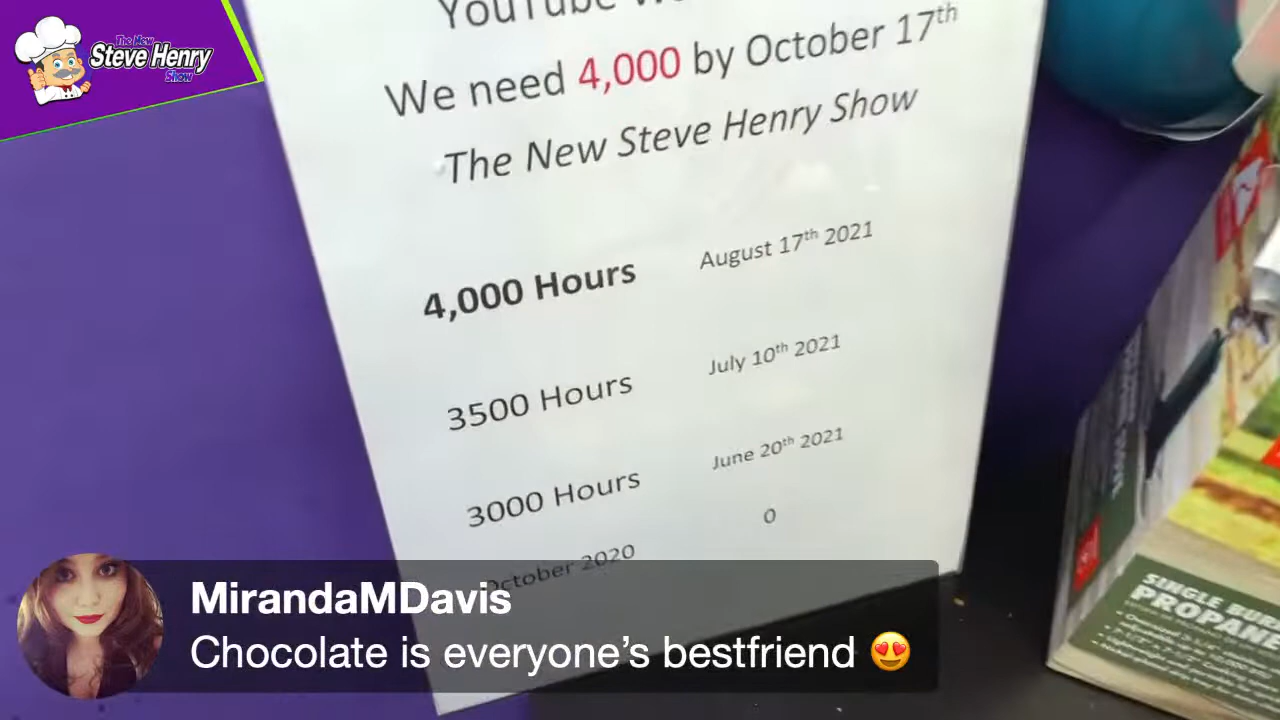 The New
Steve Henry
Show
YouTube
We need 4,000 by October 17th
The New Steve Henry Show
4,000 Hours August 17th 2021
3500 Hours July 10th 2021
3000 Hours June 20th 2021
October 2020 0
MirandaMDavis
Chocolate is everyone’s bestfriend 😍
SINGLE
PROPANE